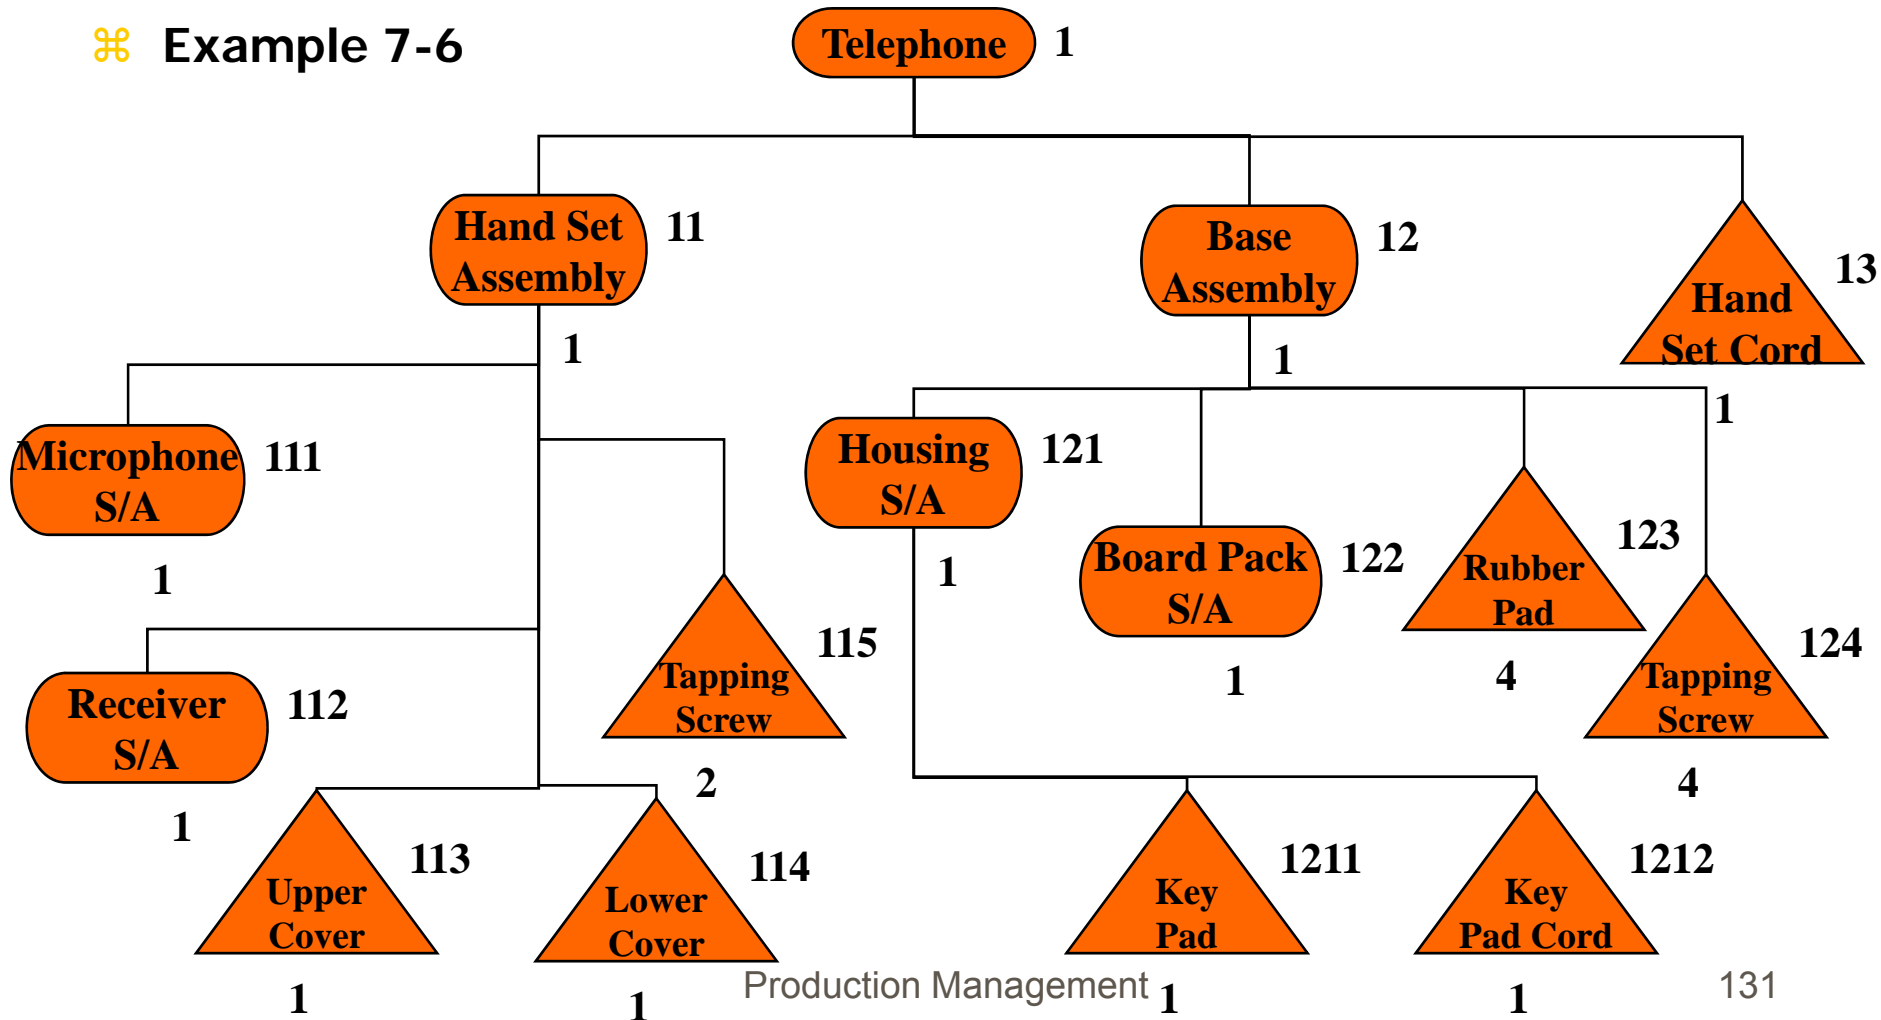 ⌘ Example 7-6
Telephone 1
Hand Set
Assembly
11
1
Base
Assembly
12
1
Hand
Set Cord
13
1
Microphone
S/A
111
1
Receiver
S/A
112
1
Upper
Cover
113
1
Lower
Cover
114
1
Tapping
Screw
115
2
Housing
S/A
121
1
Board Pack
S/A
122
1
Rubber
Pad
123
4
Tapping
Screw
124
4
Key
Pad
1211
1
Key
Pad Cord
1212
1
Production Management
131